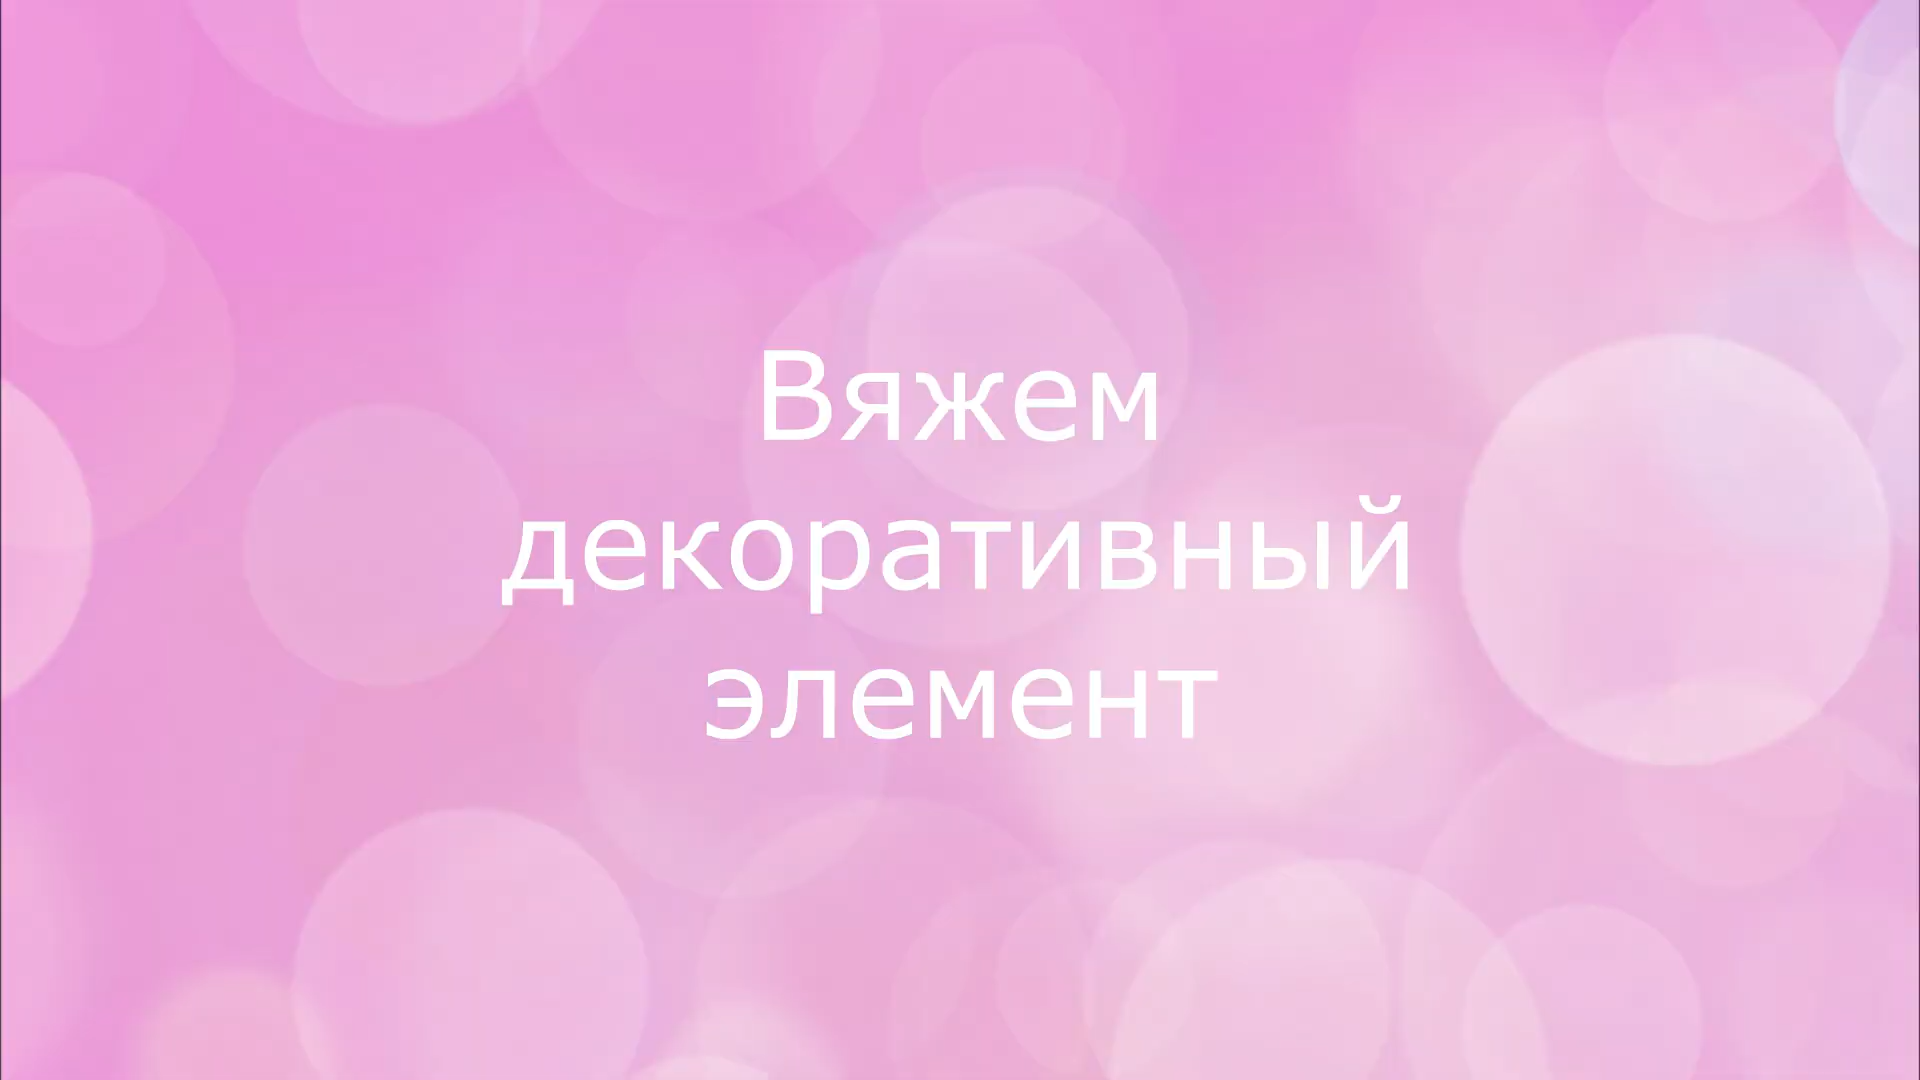 Вяжем
декоративный
элемент